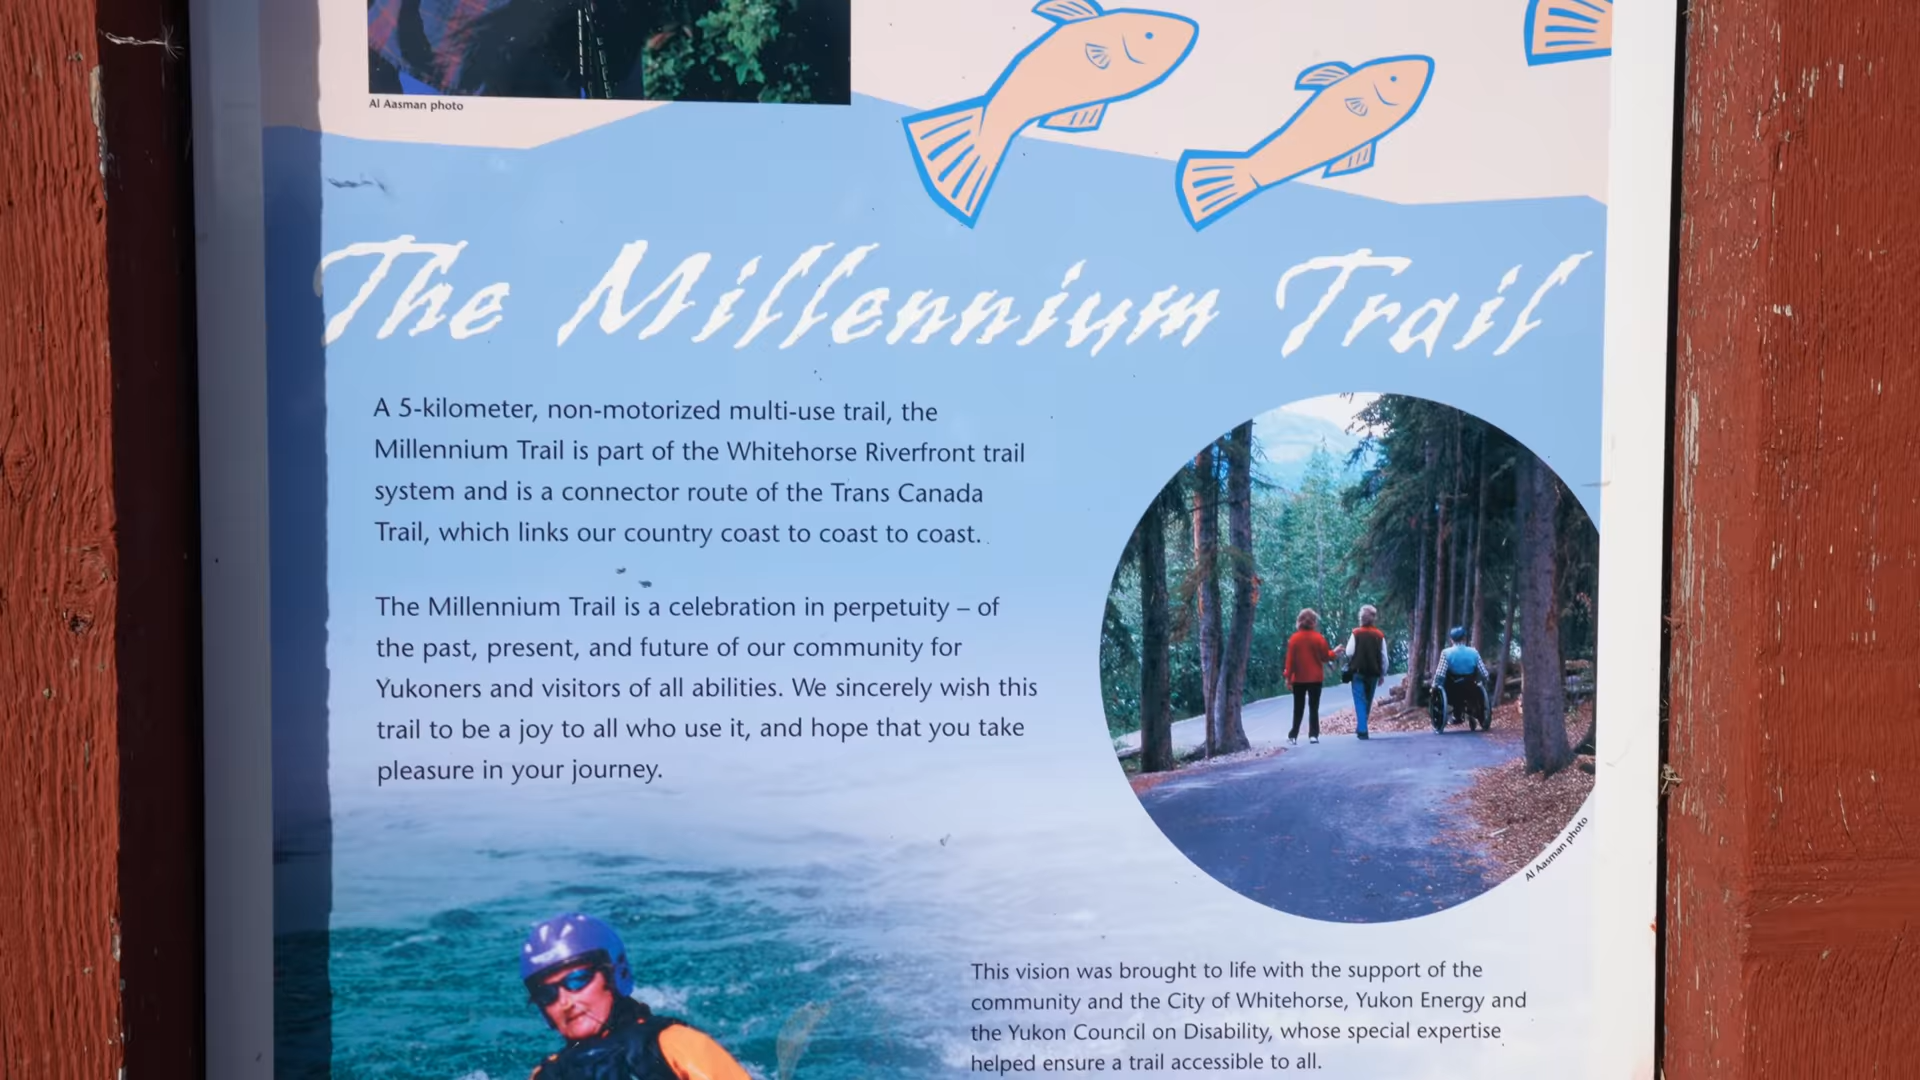 Al Aasman photo
The Millennium Trail
A 5-kilometer, non-motorized multi-use trail, the
Millennium Trail is part of the Whitehorse Riverfront trail
system and is a connector route of the Trans Canada
Trail, which links our country coast to coast to coast.
The Millennium Trail is a celebration in perpetuity – of
the past, present, and future of our community for
Yukoners and visitors of all abilities. We sincerely wish this
trail to be a joy to all who use it, and hope that you take
pleasure in your journey.
Al Aasman photo
This vision was brought to life with the support of the
community and the City of Whitehorse, Yukon Energy and
the Yukon Council on Disability, whose special expertise
helped ensure a trail accessible to all.